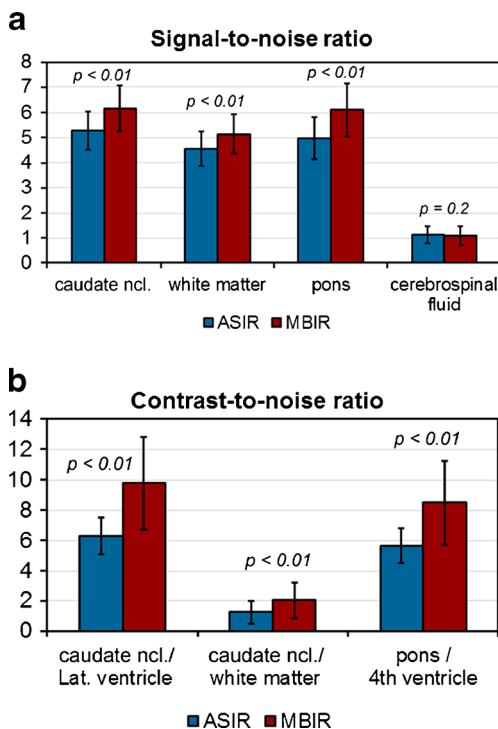 a
Signal-to-noise ratio
8
7
6
5
4
3
2
1
0
p < 0.01
p < 0.01
p < 0.01
p = 0.2
caudate ncl.
white matter
pons
cerebrospinal
fluid
ASIR MBIR
b
Contrast-to-noise ratio
14
12
10
8
6
4
2
0
p < 0.01
p < 0.01
p < 0.01
caudate ncl./
Lat. ventricle
caudate ncl./
white matter
pons /
4th ventricle
ASIR MBIR